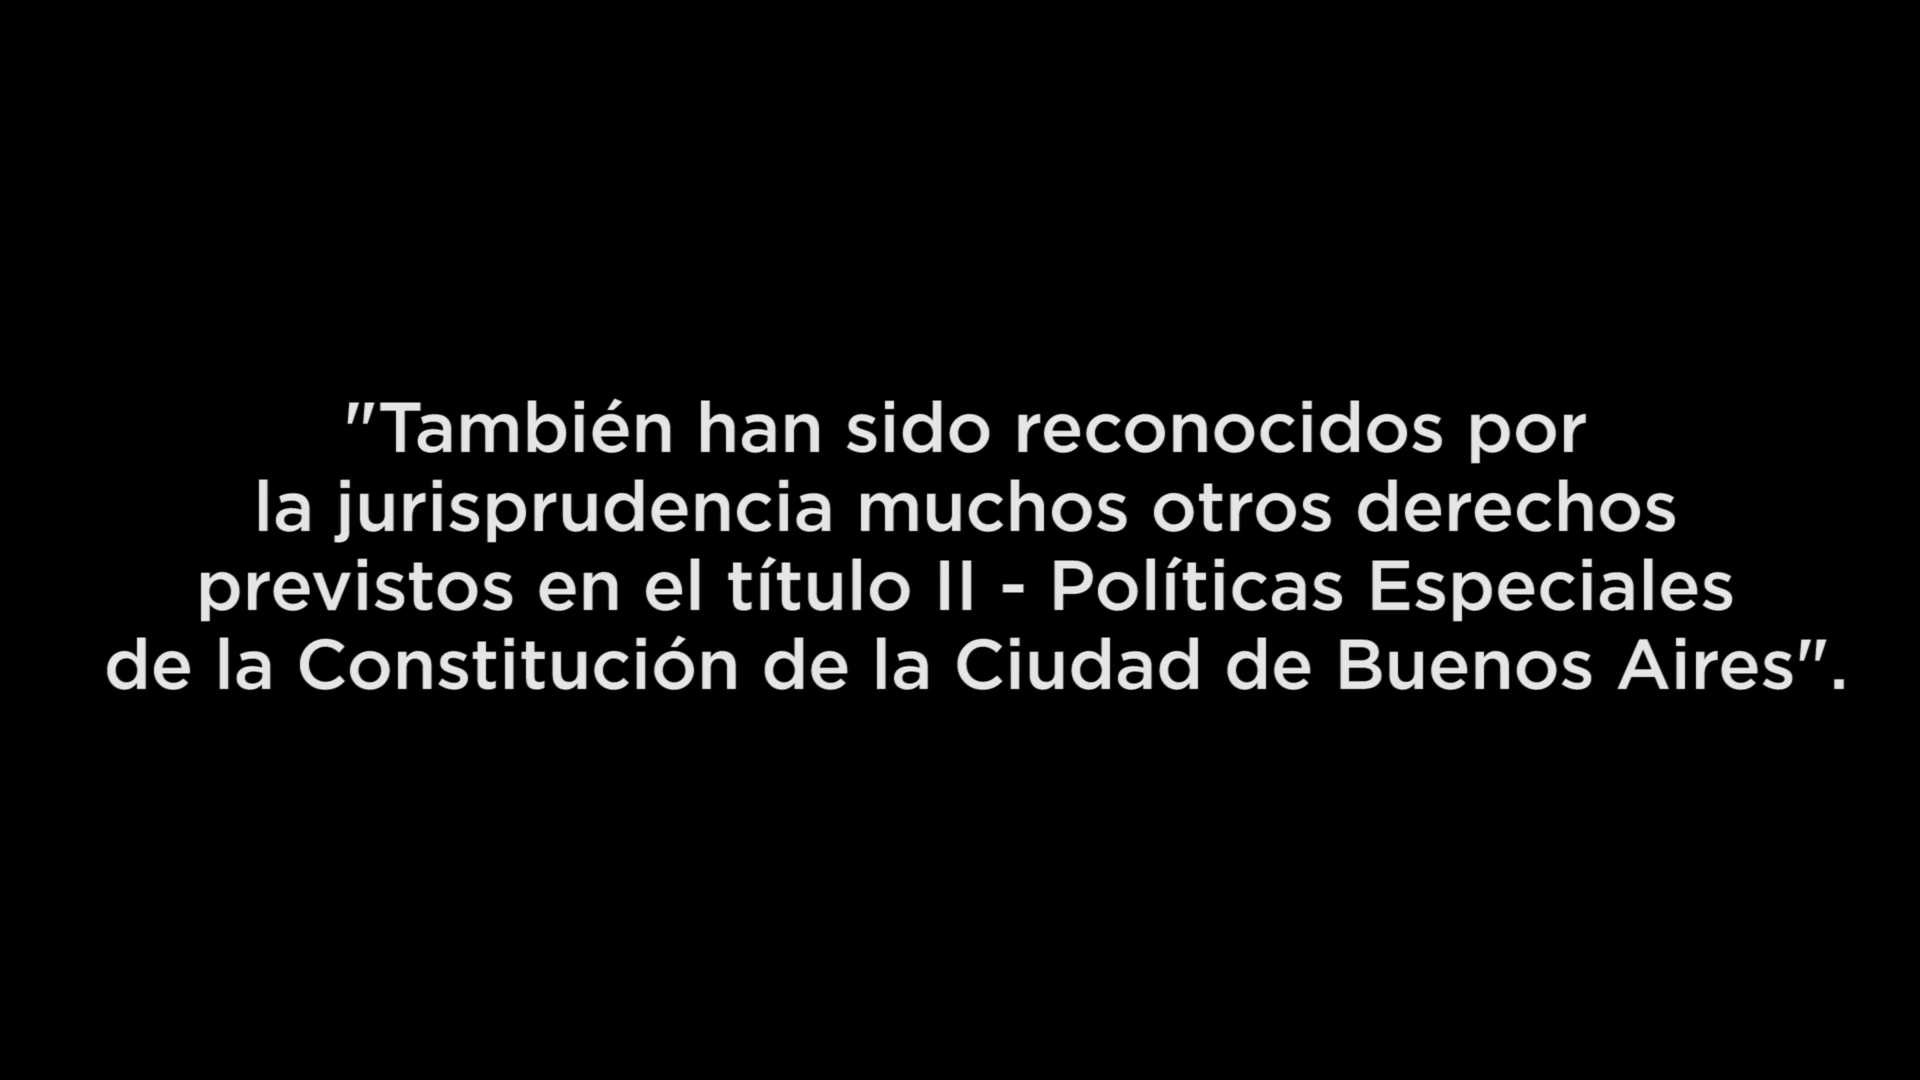 "También han sido reconocidos por
la jurisprudencia muchos otros derechos
previstos en el título II - Políticas Especiales
de la Constitución de la Ciudad de Buenos Aires".